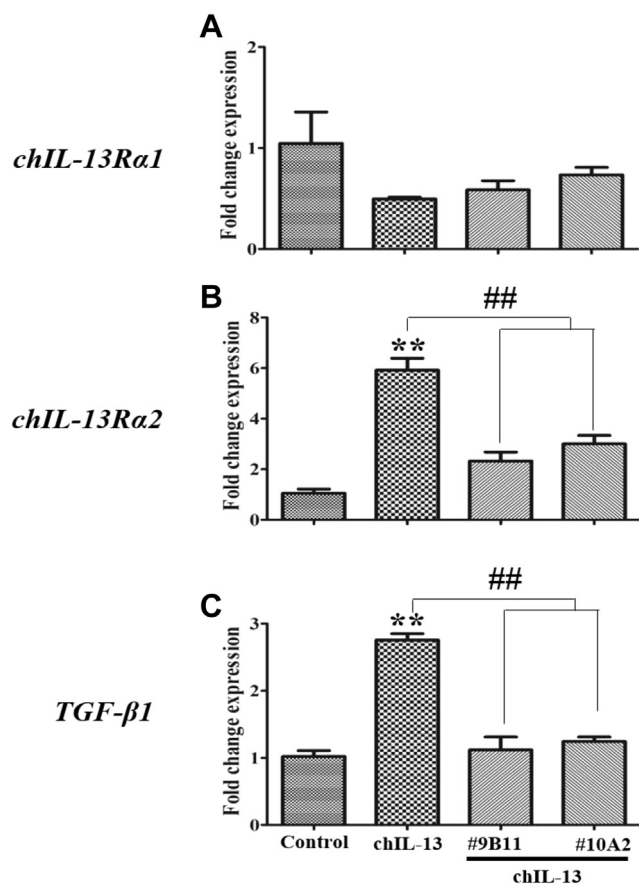 A
chIL-13Rα1
Fold change expression
2
1
0
B
##
**
chIL-13Rα2
Fold change expression
8
6
4
2
0
C
##
**
TGF-β1
Fold change expression
3
2
1
0
Control chIL-13 #9B11 #10A2
chIL-13